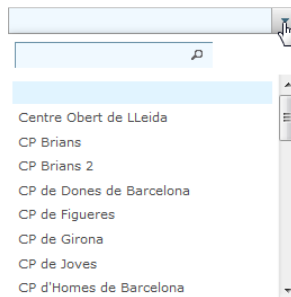 Centre Obert de LLeida
CP Brians
CP Brians 2
CP de Dones de Barcelona
CP de Figueres
CP de Girona
CP de Joves
CP d'Homes de Barcelona